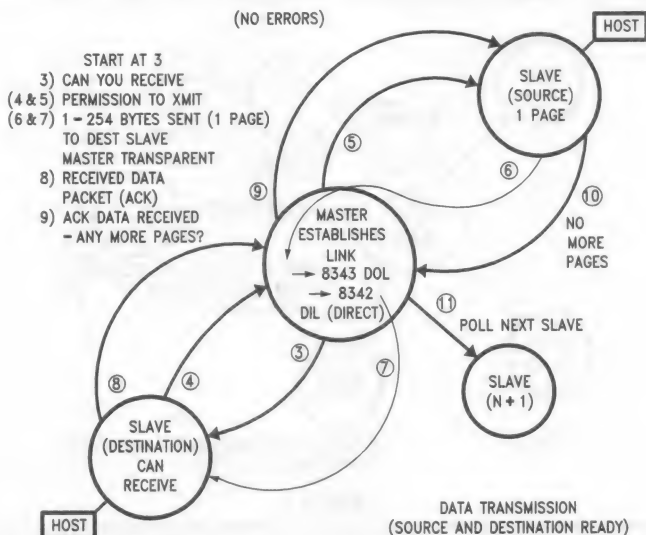 (NO ERRORS)
HOST
START AT 3
3) CAN YOU RECEIVE
(4 & 5) PERMISSION TO XMIT
(6 & 7) 1 - 254 BYTES SENT (1 PAGE)
TO DEST SLAVE
MASTER TRANSPARENT
8) RECEIVED DATA
PACKET (ACK)
9) ACK DATA RECEIVED
- ANY MORE PAGES?
SLAVE
(SOURCE)
1 PAGE
⑤
⑥
⑨
⑩
NO
MORE
PAGES
MASTER
ESTABLISHES
LINK
→ 8343 DOL
→ 8342
DIL (DIRECT)
⑪
POLL NEXT SLAVE
③
⑦
⑧
④
SLAVE
(N + 1)
SLAVE
(DESTINATION)
CAN
RECEIVE
HOST
DATA TRANSMISSION
(SOURCE AND DESTINATION READY)